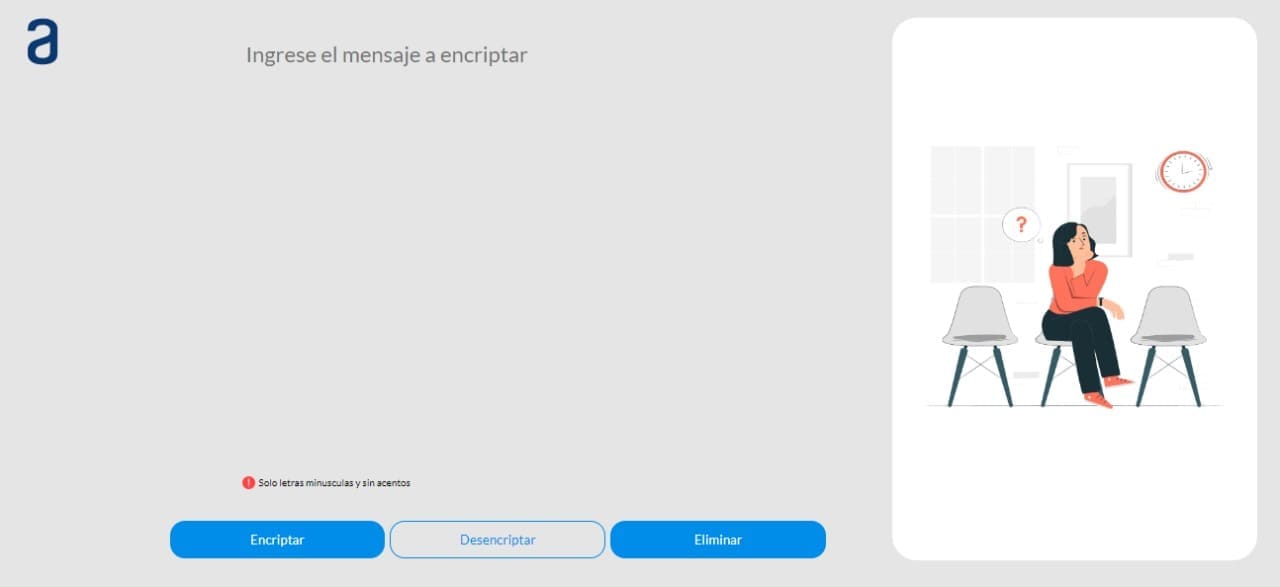 a
Ingrese el mensaje a encriptar
?
! Solo letras minusculas y sin acentos
Encriptar
Desencriptar
Eliminar